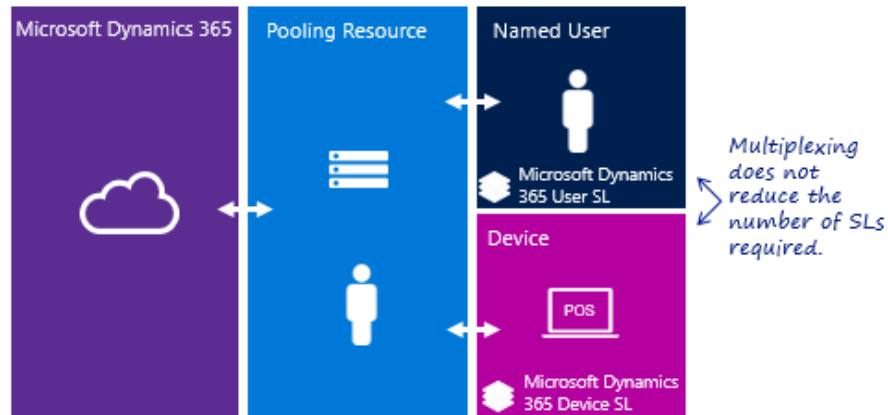 Microsoft Dynamics 365
Pooling Resource
Named User
Microsoft Dynamics
365 User SL
Device
POS
Microsoft Dynamics
365 Device SL
Multiplexing
does not
reduce the
number of SLs
required.